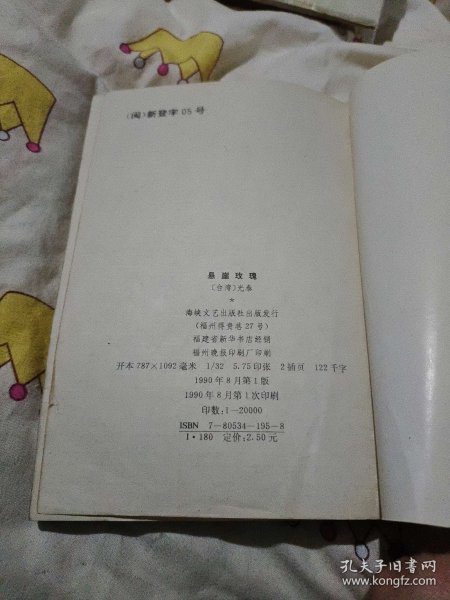 (闽)新登字05号
悬崖玫瑰
〔台湾〕光泰
*
海峡文艺出版社出版发行
(福州得贵巷27号)
福建省新华书店经销
福州晚报印刷厂印刷
开本787×1092毫米 1/32 5.75印张 2插页 122千字
1990年8月第1版
1990年8月第1次印刷
印数:1-20000
ISBN 7-80534-195-8
I·180 定价:2.50元
孔夫子旧书网
www.kongfz.com